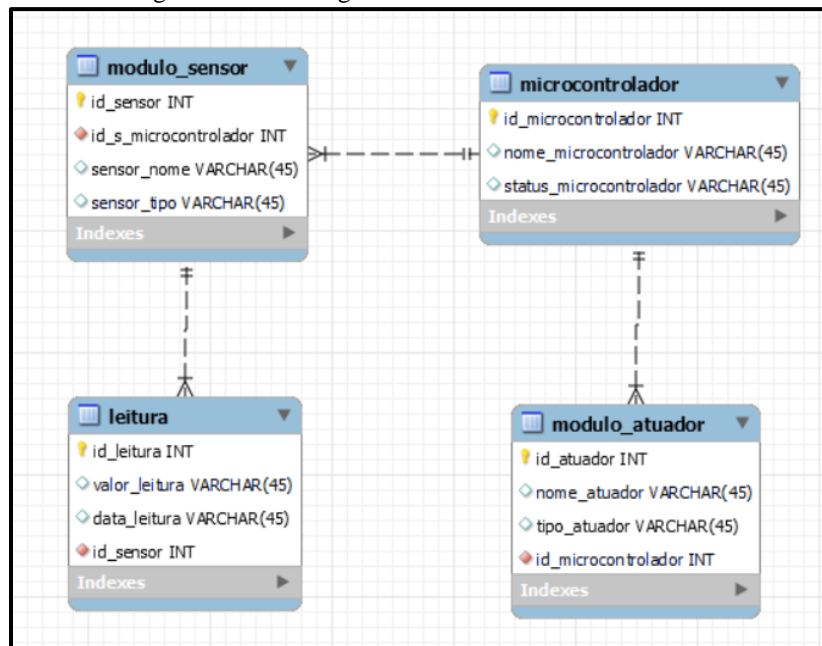 modulo_sensor
id_sensor INT
id_s_microcontrolador INT
sensor_nome VARCHAR(45)
sensor_tipo VARCHAR(45)
Indexes
microcontrolador
id_microcontrolador INT
nome_microcontrolador VARCHAR(45)
status_microcontrolador VARCHAR(45)
Indexes
leitura
id_leitura INT
valor_leitura VARCHAR(45)
data_leitura VARCHAR(45)
id_sensor INT
Indexes
modulo_atuador
id_atuador INT
nome_atuador VARCHAR(45)
tipo_atuador VARCHAR(45)
id_microcontrolador INT
Indexes